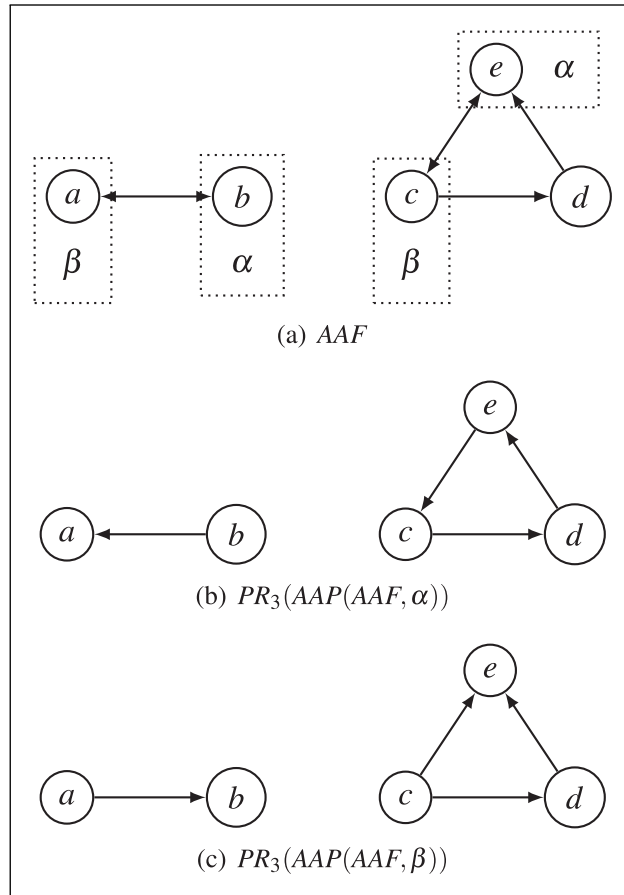 e α
a b c d
β α β
(a) AAF
e
a b c d
(b) PR₃(AAP(AAF, α))
e
a b c d
(c) PR₃(AAP(AAF, β))